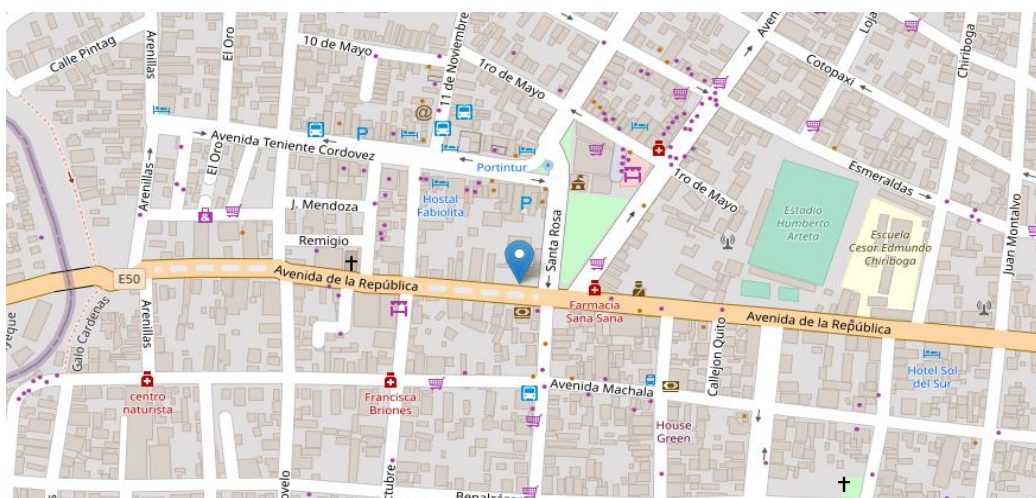 Calle Pintag
Arenillas
El Oro
10 de Mayo
11 de Noviembre
1ro de Mayo
Loja
Cotopaxi
Chiriboga
@
P
Avenida Teniente Cordovez
Portintur
El Oro
Arenillas
Hostal
Fabiolita
P
J. Mendoza
Remigio
Santa Rosa
1ro de Mayo
Esmeraldas
Estadio
Humberto
Arteta
Escuela
Cesar Edmundo
Chiriboga
Juan Montalvo
E50
Avenida de la República
Farmacia
Sana Sana
Avenida de la República
Galo Cardenas
Arenillas
Callejon Quito
Hotel Sol
del Sur
centro
naturista
Francisca
Briones
Avenida Machala
House
Green